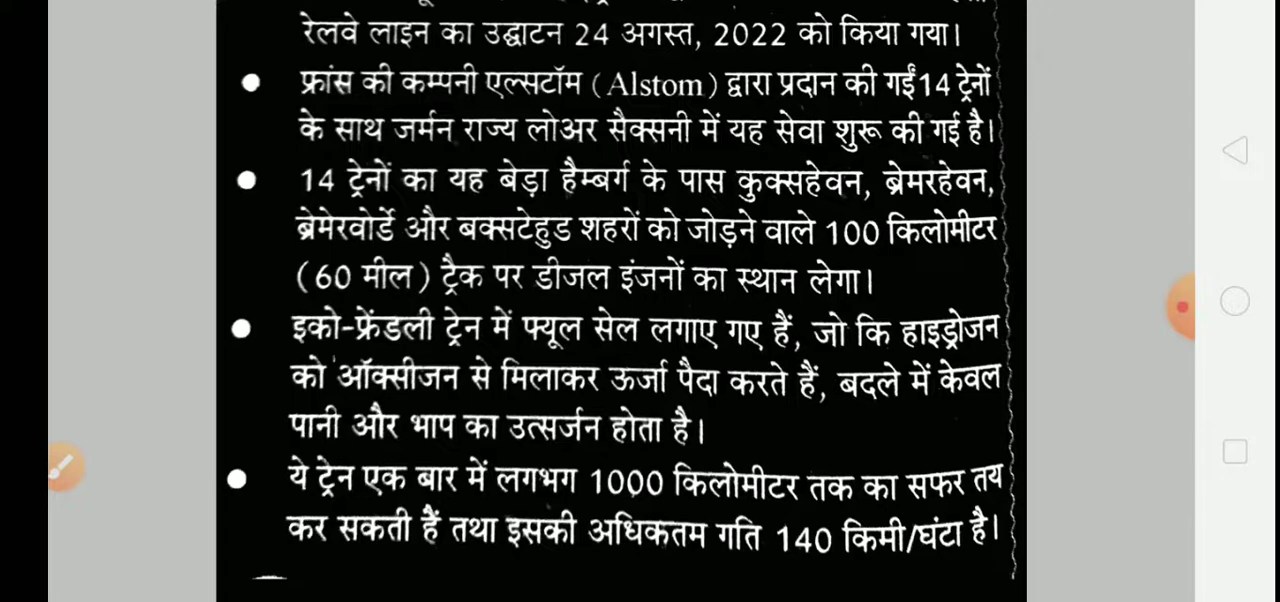 रेलवे लाइन का उद्घाटन 24 अगस्त, 2022 को किया गया।
● फ्रांस की कम्पनी एल्सटॉम (Alstom) द्वारा प्रदान की गईं 14 ट्रेनों
के साथ जर्मन राज्य लोअर सैक्सनी में यह सेवा शुरू की गई है।
● 14 ट्रेनों का यह बेड़ा हैम्बर्ग के पास कुक्सहेवन, ब्रेमरहेवन,
ब्रेमेरवोर्डे और बक्सटेहुड शहरों को जोड़ने वाले 100 किलोमीटर
(60 मील) ट्रैक पर डीजल इंजनों का स्थान लेगा।
● इको-फ्रेंडली ट्रेन में फ्यूल सेल लगाए गए हैं, जो कि हाइड्रोजन
को ऑक्सीजन से मिलाकर ऊर्जा पैदा करते हैं, बदले में केवल
पानी और भाप का उत्सर्जन होता है।
● ये ट्रेन एक बार में लगभग 1000 किलोमीटर तक का सफर तय
कर सकती हैं तथा इसकी अधिकतम गति 140 किमी/घंटा है।